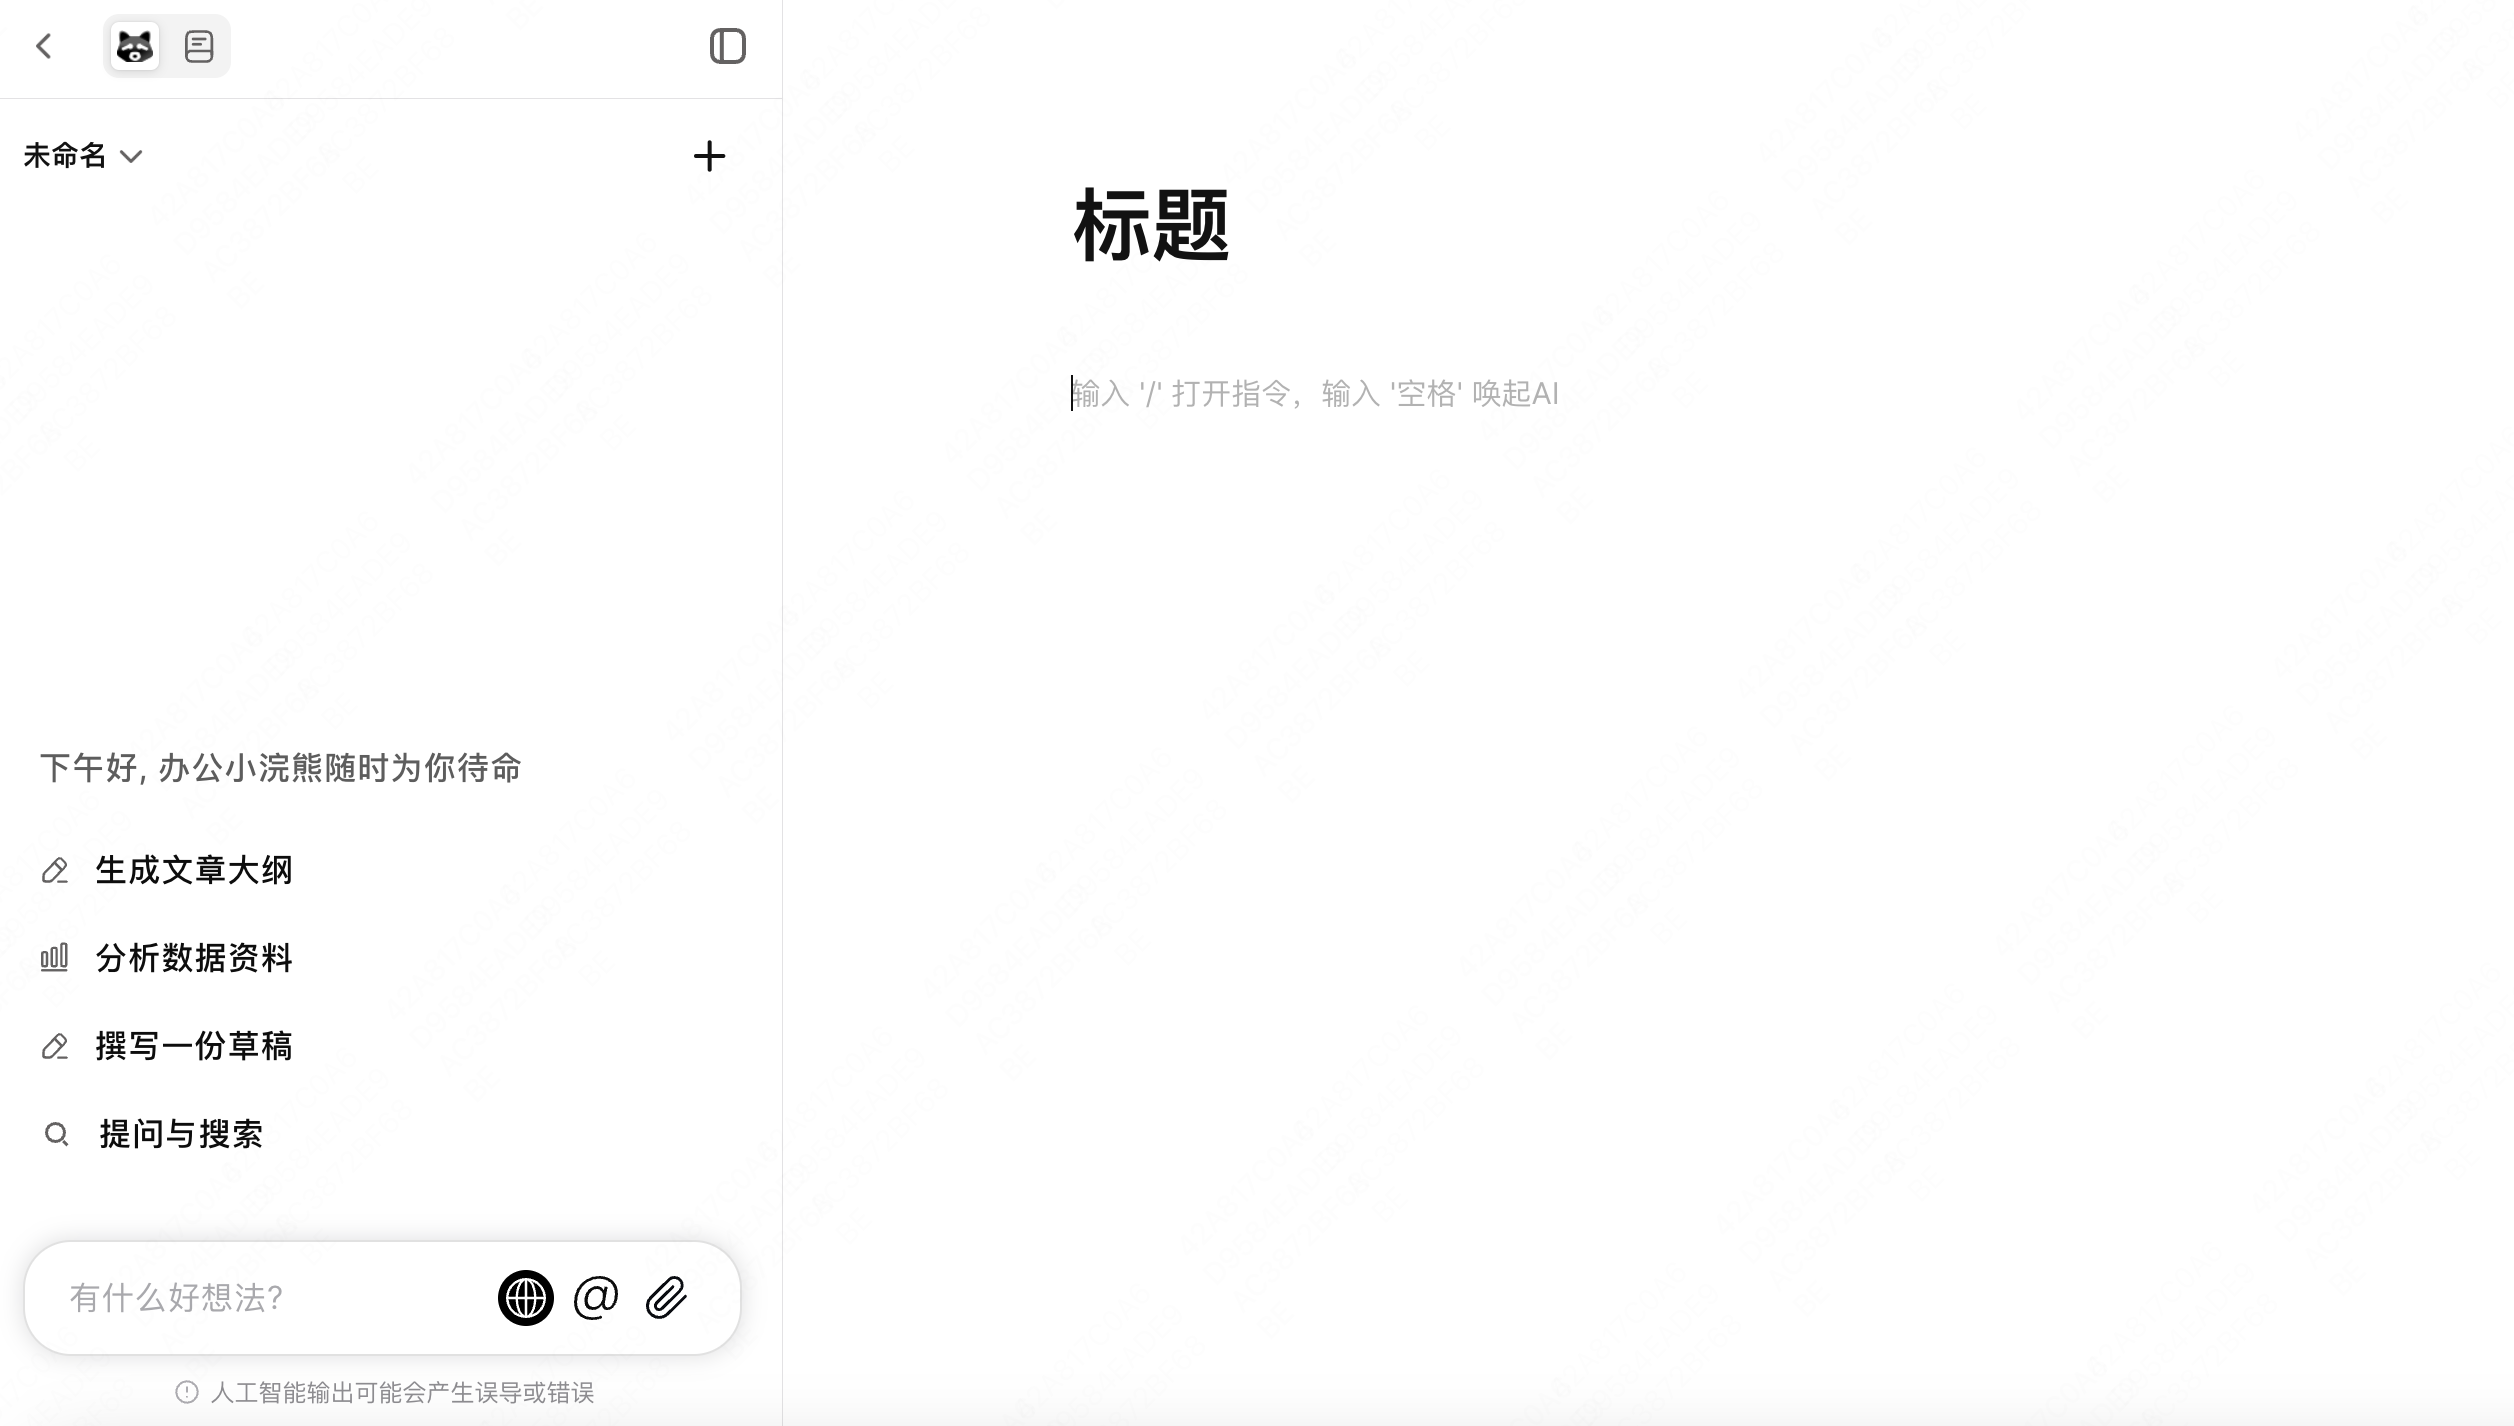 未命名
标题
输入 '/' 打开指令，输入 '空格' 唤起AI
下午好, 办公小浣熊随时为你待命
生成文章大纲
分析数据资料
撰写一份草稿
提问与搜索
有什么好想法?
人工智能输出可能会产生误导或错误